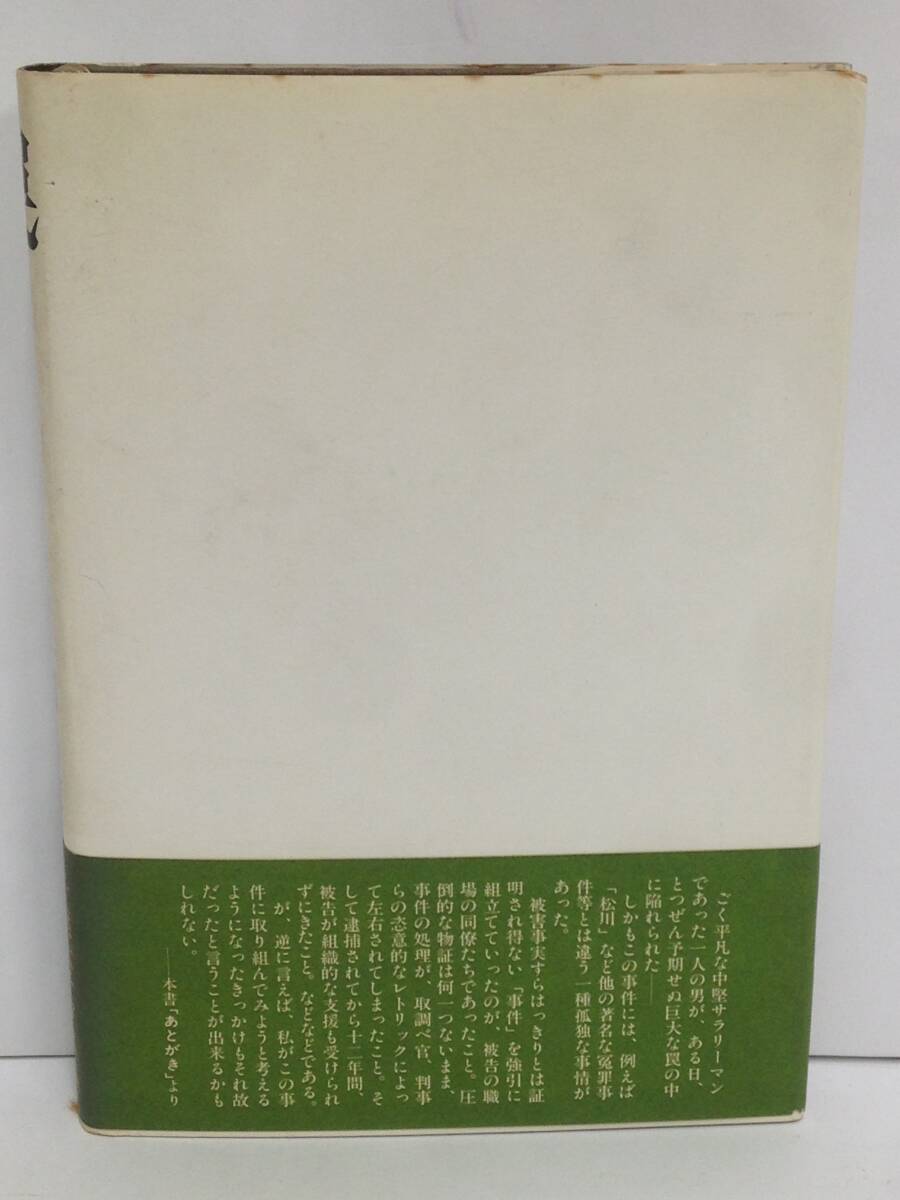 ごく平凡な中堅サラリーマン
であった一人の男が、ある日、
とつぜん予期せぬ巨大な罠の中
に陥れられた――
しかもこの事件には、例えば
「松川」など他の著名な冤罪事
件等とは違う一種孤独な事情が
あった。
被害事実すらはっきりとは証
明され得ない「事件」を強引に
組立てていったのが、被告の職
場の同僚たちであったこと。圧
倒的な物証は何一つないまま、
事件の処理が、取調べ官、判事
らの恣意的なレトリックによっ
て左右されてしまったこと。そ
して逮捕されてから十二年間、
被告が組織的な支援も受けられ
ずにきたこと。などなどである。
が、逆に言えば、私がこの事
件に取り組んでみようと考える
ようになったきっかけもそれ故
だったと言うことが出来るかも
しれない。
――本書「あとがき」より